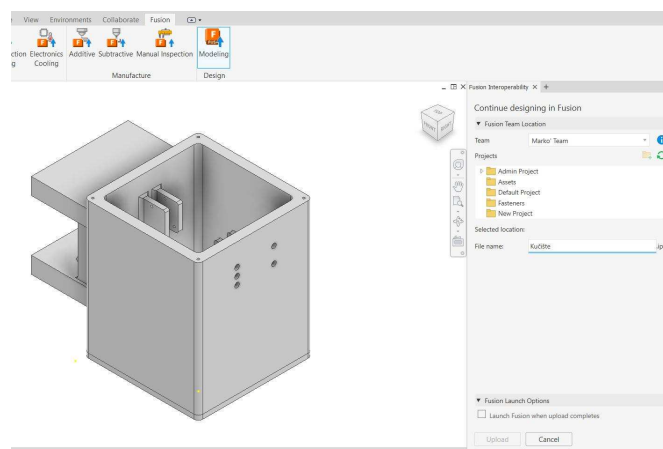 View Environments Collaborate Fusion
Electronics Cooling
Additive
Subtractive
Manual Inspection
Modeling
Manufacture
Design
Fusion Interoperability
Continue designing in Fusion
Fusion Team Location
Team Marko' Team
Projects
Admin Project
Assets
Default Project
Fasteners
New Project
Selected location:
File name: Kučište
Fusion Launch Options
Launch Fusion when upload completes
Upload Cancel